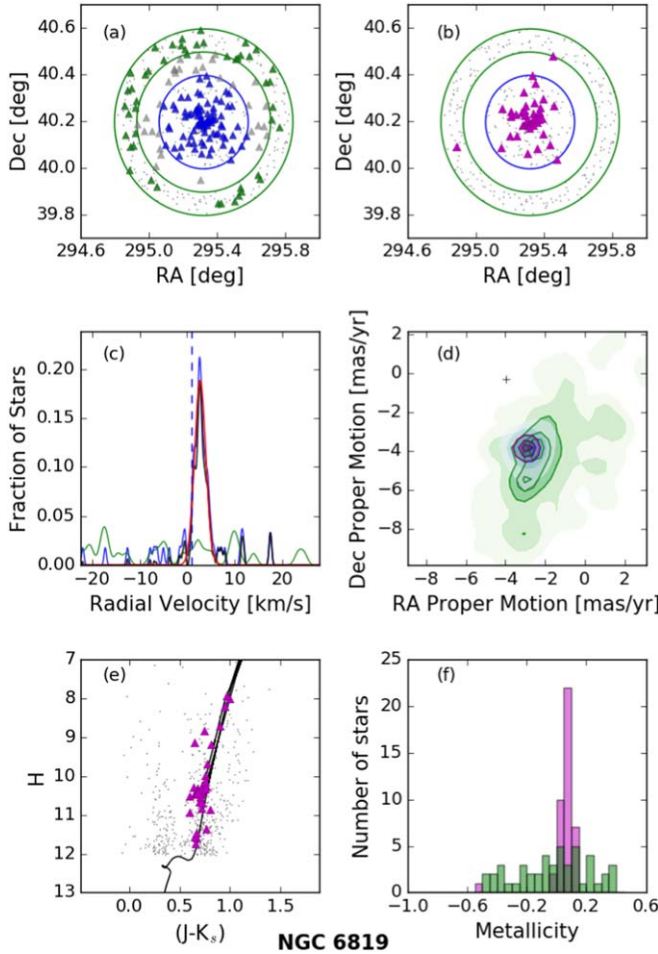 (a)
40.6
40.4
40.2
40.0
39.8
Dec [deg]
294.6 295.0 295.4 295.8
RA [deg]
(b)
40.6
40.4
40.2
40.0
39.8
Dec [deg]
294.6 295.0 295.4 295.8
RA [deg]
(c)
0.20
0.15
0.10
0.05
0.00
Fraction of Stars
−20 −10 0 10 20
Radial Velocity [km/s]
(d)
2
0
−2
−4
−6
−8
Dec Proper Motion [mas/yr]
−8 −6 −4 −2 0 2
RA Proper Motion [mas/yr]
(e)
7
8
9
10
11
12
13
H
0.0 0.5 1.0 1.5
(J-Ks)
(f)
25
20
15
10
5
0
Number of stars
−1.0 −0.6 −0.2 0.2 0.6
Metallicity
NGC 6819